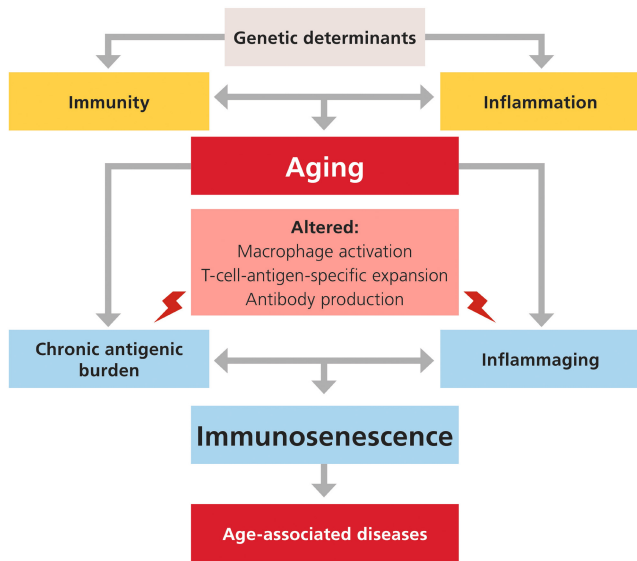 Genetic determinants
Immunity
Inflammation
Aging
Altered:
Macrophage activation
T-cell-antigen-specific expansion
Antibody production
Chronic antigenic
burden
Inflammaging
Immunosenescence
Age-associated diseases